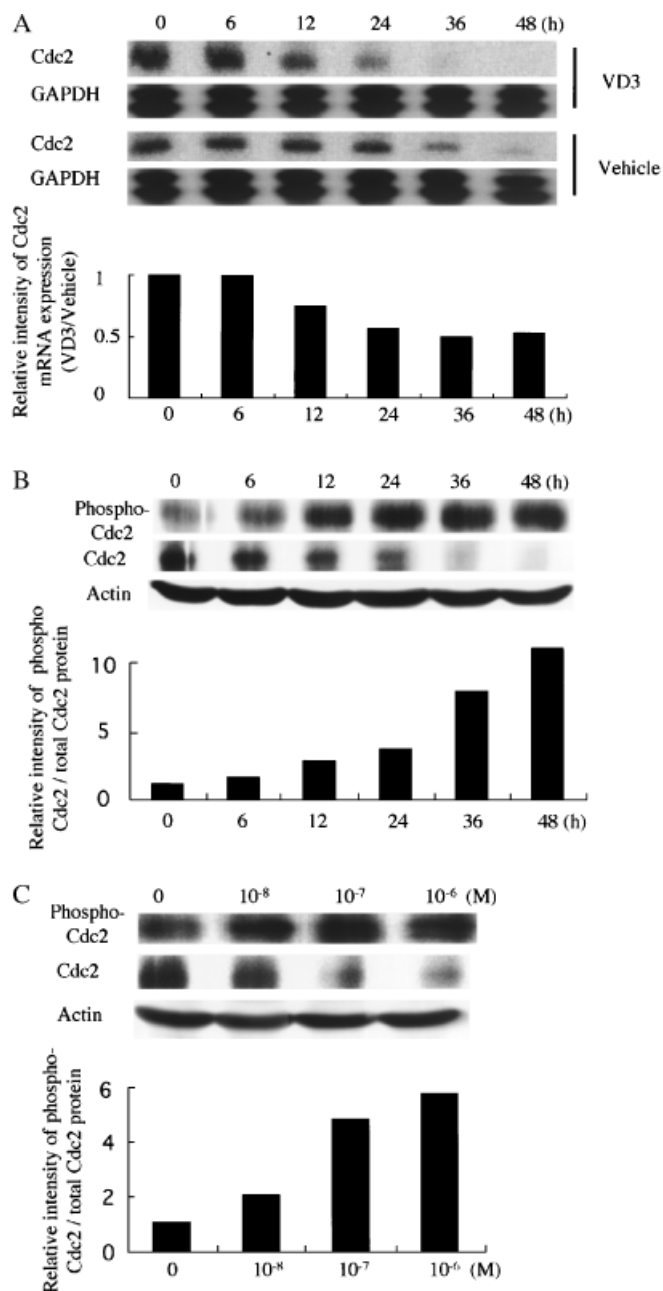 A
0 6 12 24 36 48 (h)
Cdc2
GAPDH
VD3
Cdc2
GAPDH
Vehicle
Relative intensity of Cdc2
mRNA expression
(VD3/Vehicle)
1
0.5
0
0 6 12 24 36 48 (h)
B
0 6 12 24 36 48 (h)
Phospho-
Cdc2
Cdc2
Actin
Relative intensity of phospho
Cdc2 / total Cdc2 protein
10
5
0
0 6 12 24 36 48 (h)
C
0 10⁻⁸ 10⁻⁷ 10⁻⁶ (M)
Phospho-
Cdc2
Cdc2
Actin
Relative intensity of phospho-
Cdc2 / total Cdc2 protein
6
4
2
0
0 10⁻⁸ 10⁻⁷ 10⁻⁶ (M)